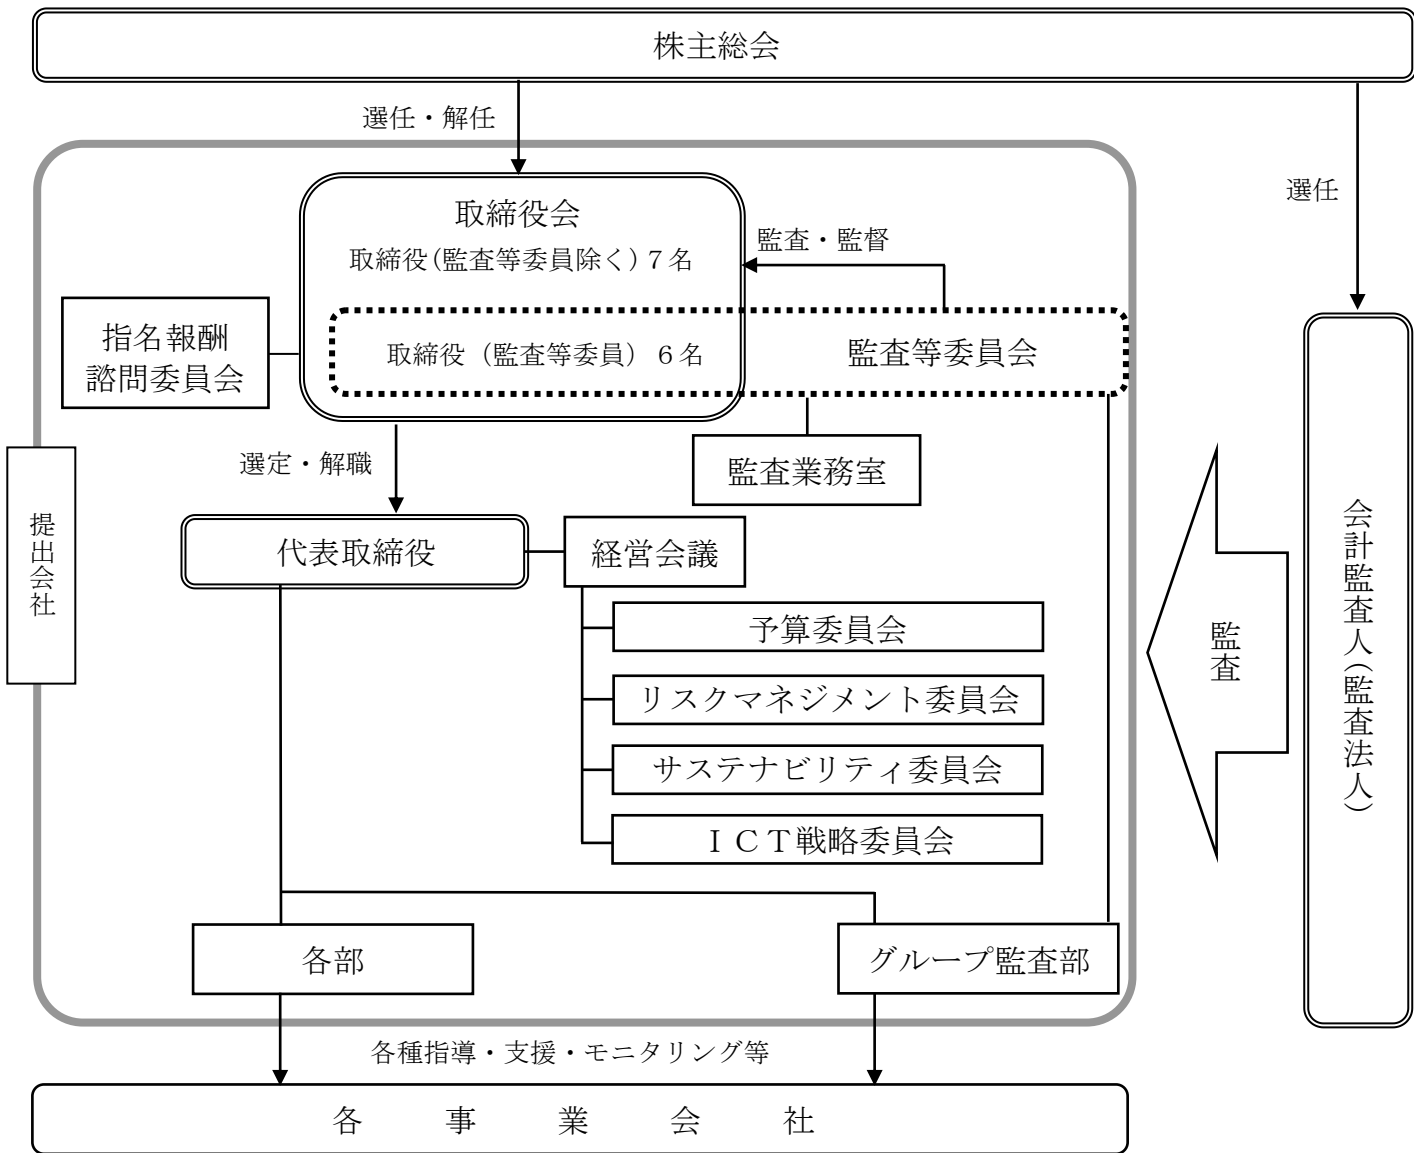 株主総会
選任・解任
選任
取締役会
取締役(監査等委員除く)７名
監査・監督
指名報酬
諮問委員会
取締役（監査等委員）６名
監査等委員会
選定・解職
監査業務室
提出会社
代表取締役
経営会議
予算委員会
リスクマネジメント委員会
サステナビリティ委員会
ＩＣＴ戦略委員会
監査
会計監査人（監査法人）
各部
グループ監査部
各種指導・支援・モニタリング等
各　事　業　会　社